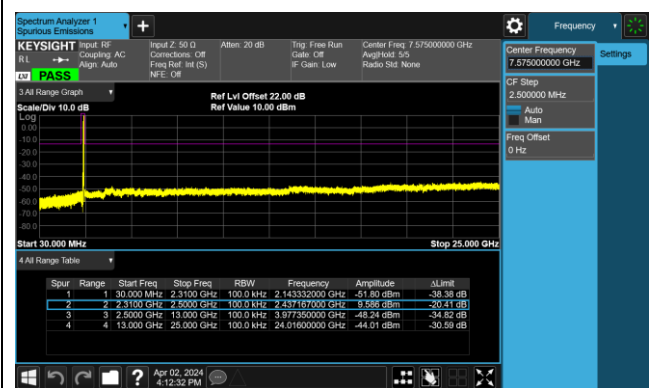 Spectrum Analyzer 1
Spurious Emissions
Frequency
KEYSIGHT Input: RF Input Z: 50 Ω Atten: 20 dB Trig: Free Run Center Freq: 7.575000000 GHz
R L Coupling: AC Corrections: Off Gate: Off Avg|Hold: 5/5
Align: Auto Freq Ref: Int (S) IF Gain: Low Radio Std: None
NFE: Off
LXI PASS
Center Frequency
7.575000000 GHz
Settings
CF Step
2.500000 MHz
Auto
Man
Freq Offset
0 Hz
3 All Range Graph
Ref Lvl Offset 22.00 dB
Scale/Div 10.0 dB Ref Value 10.00 dBm
Log
0.00
-10.0
-20.0
-30.0
-40.0
-50.0
-60.0
-70.0
-80.0
Start 30.000 MHz Stop 25.000 GHz
4 All Range Table
Spur Range Start Freq Stop Freq RBW Frequency Amplitude ΔLimit
1 1 30.000 MHz 2.3100 GHz 100.0 kHz 2.143332000 GHz -51.80 dBm -38.38 dB
2 2 2.3100 GHz 2.5000 GHz 100.0 kHz 2.437167000 GHz 9.586 dBm -20.41 dB
3 3 2.5000 GHz 13.000 GHz 100.0 kHz 3.977350000 GHz -48.24 dBm -34.82 dB
4 4 13.000 GHz 25.000 GHz 100.0 kHz 24.01600000 GHz -44.01 dBm -30.59 dB
Apr 02, 2024
4:12:32 PM